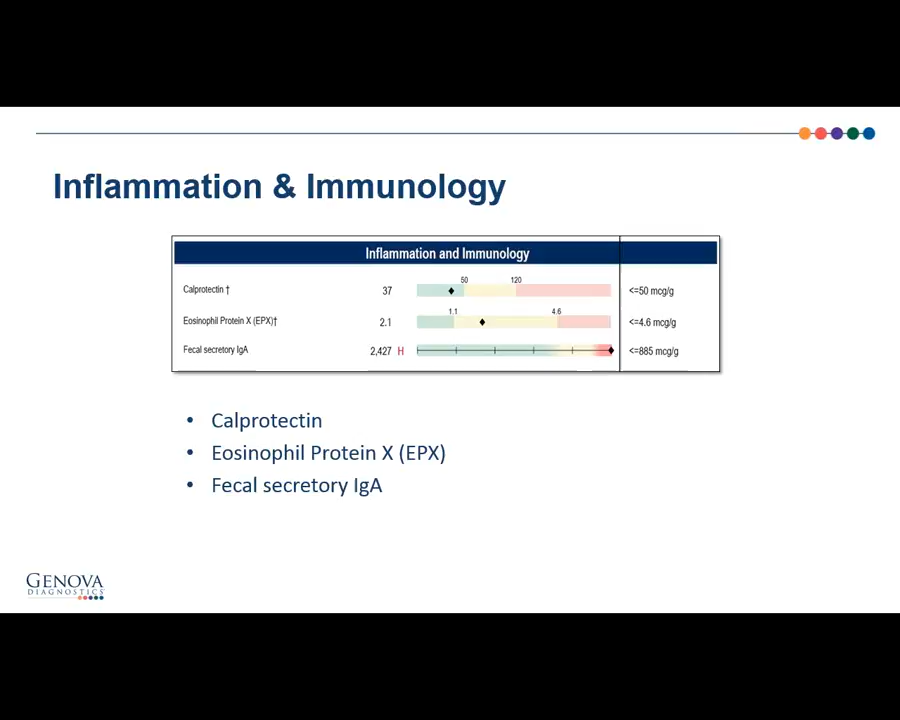 Inflammation & Immunology
Inflammation and Immunology
50 120
Calprotectin † 37 <=50 mcg/g
1.1 4.6
Eosinophil Protein X (EPX)† 2.1 <=4.6 mcg/g
Fecal secretory IgA 2,427 H <=885 mcg/g
• Calprotectin
• Eosinophil Protein X (EPX)
• Fecal secretory IgA
GENOVA
DIAGNOSTICS